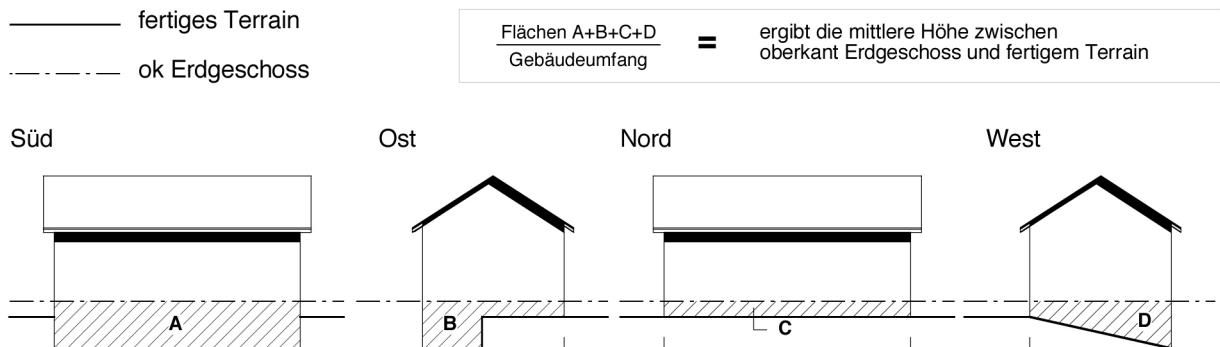 fertiges Terrain
ok Erdgeschoss
Flächen A+B+C+D
Gebäudeumfang
=
ergibt die mittlere Höhe zwischen
oberkant Erdgeschoss und fertigem Terrain
Süd
Ost
Nord
West
A
B
C
D